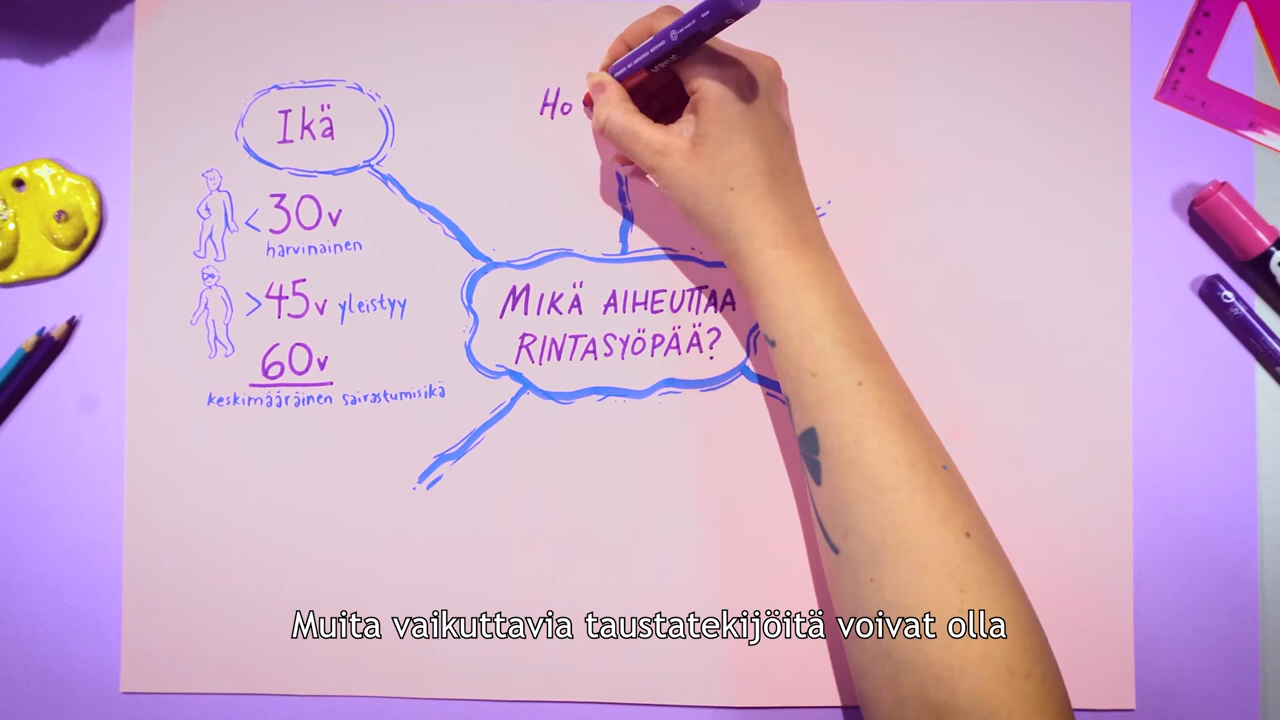 Ikä
< 30v
harvinainen
> 45v yleistyy
60v
keskimääräinen sairastumisikä
Ho
MIKÄ AIHEUTTAA
RINTASYÖPÄÄ?
Muita vaikuttavia taustatekijöitä voivat olla